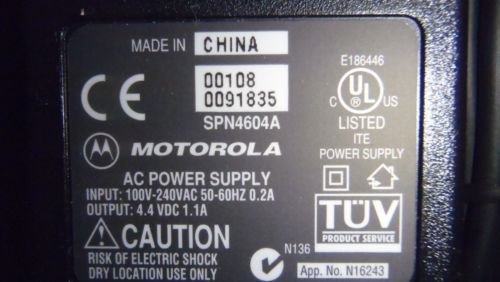 MADE IN CHINA
00108
0091835
SPN4604A
CE
E186446
C UL US
®
LISTED
ITE
POWER SUPPLY
MOTOROLA
AC POWER SUPPLY
INPUT: 100V-240VAC 50-60HZ 0.2A
OUTPUT: 4.4 VDC 1.1A
CAUTION
RISK OF ELECTRIC SHOCK
DRY LOCATION USE ONLY
TÜV
PRODUCT SERVICE
N136
App. No. N16243